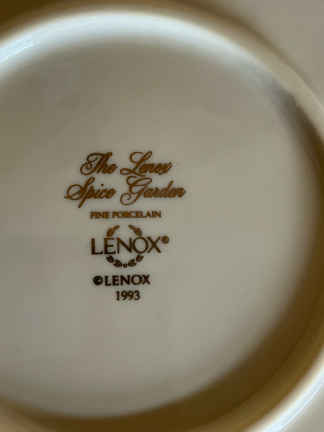 The Lenox
Spice Garden
FINE PORCELAIN
LENOX®
©LENOX
1993